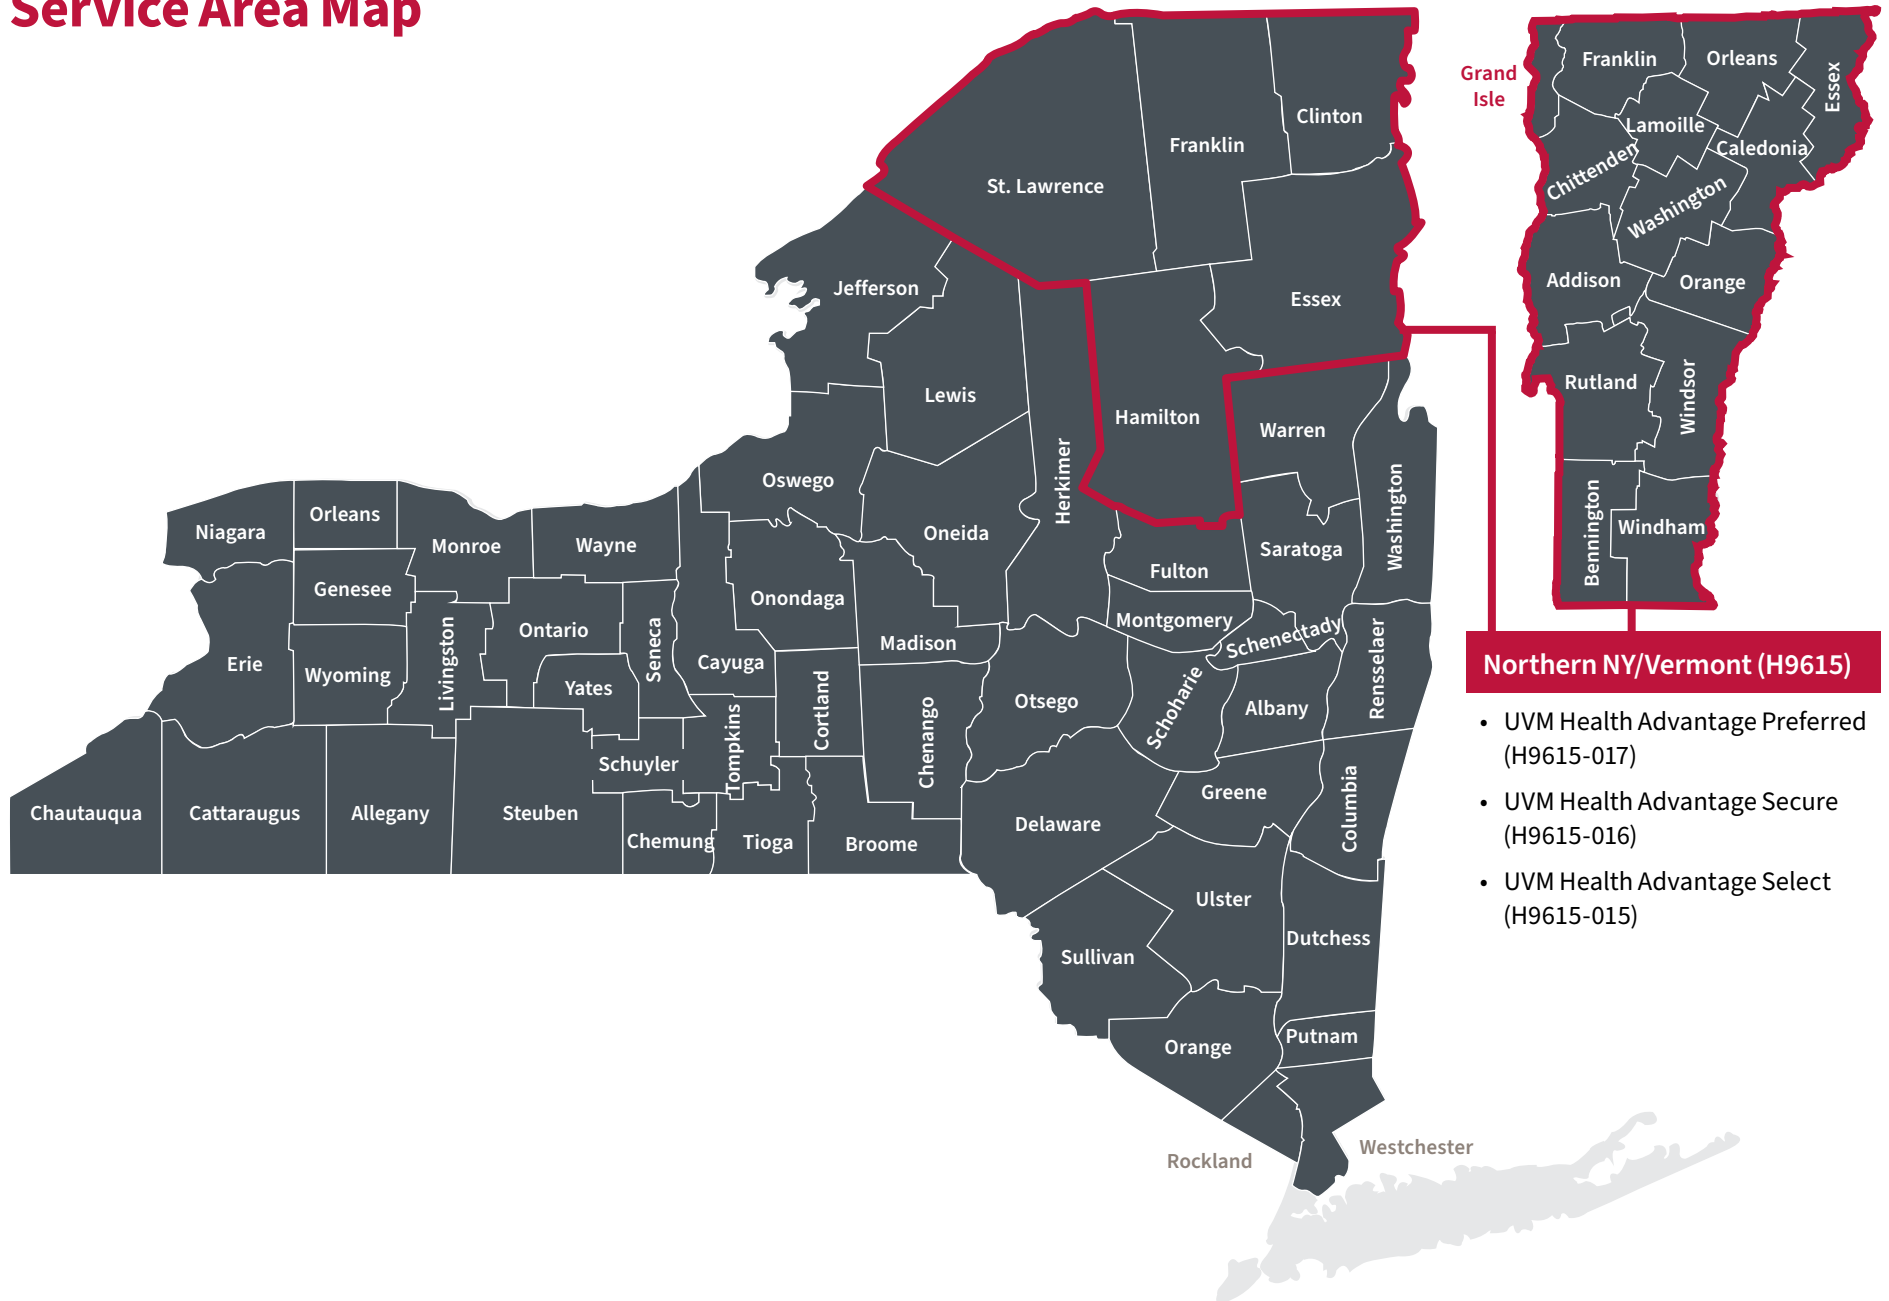 Service Area Map
Grand
Isle
Franklin
Orleans
Essex
Lamoille
Caledonia
Chittenden
Washington
Addison
Orange
Rutland
Windsor
Bennington
Windham
Clinton
Franklin
St. Lawrence
Essex
Jefferson
Lewis
Hamilton
Warren
Herkimer
Washington
Oswego
Oneida
Saratoga
Fulton
Montgomery
Schenectady
Niagara
Orleans
Monroe
Wayne
Genesee
Onondaga
Madison
Ontario
Seneca
Cayuga
Erie
Wyoming
Livingston
Yates
Cortland
Chenango
Otsego
Schoharie
Albany
Rensselaer
Tompkins
Schuyler
Chautauqua
Cattaraugus
Allegany
Steuben
Chemung
Tioga
Broome
Delaware
Greene
Columbia
Ulster
Dutchess
Sullivan
Orange
Putnam
Rockland
Westchester
Northern NY/Vermont (H9615)
• UVM Health Advantage Preferred
(H9615-017)
• UVM Health Advantage Secure
(H9615-016)
• UVM Health Advantage Select
(H9615-015)